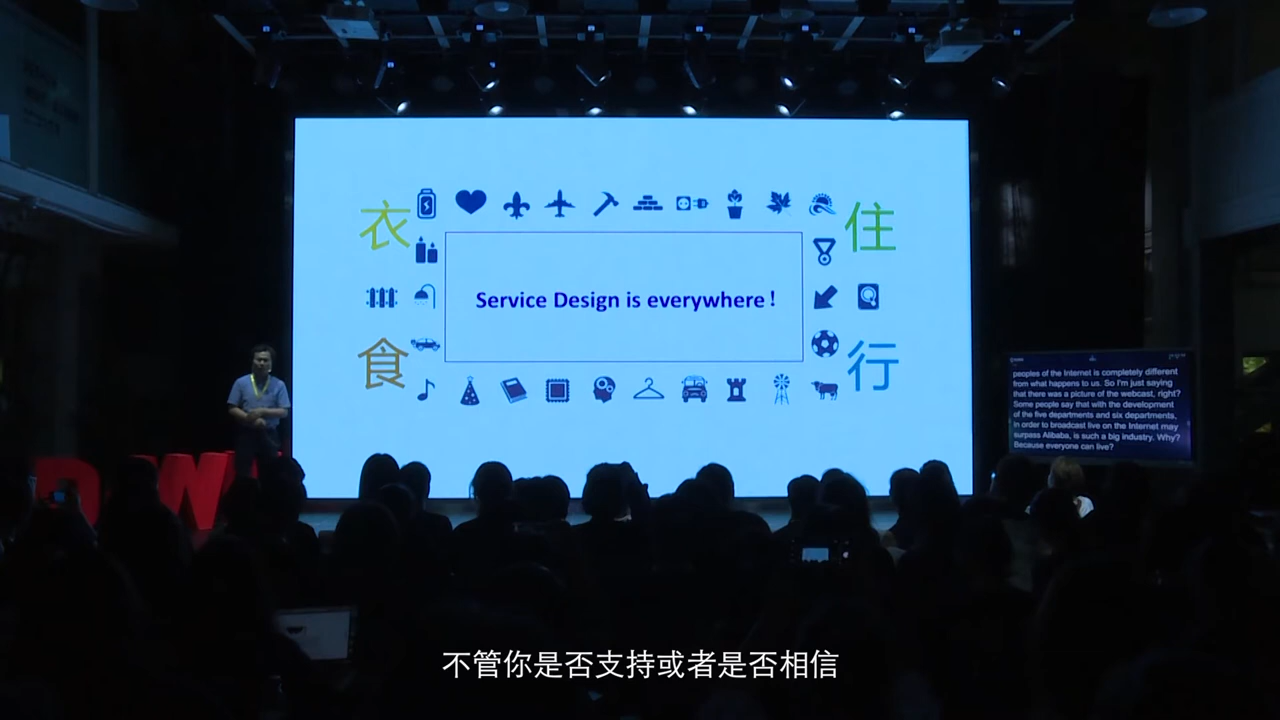 衣
住
Service Design is everywhere!
食
行
peoples of the Internet is completely different
from what happens to us. So I'm just saying
that there was a picture of the webcast, right?
Some people say that with the development
of the five departments and six departments,
in order to broadcast live on the Internet may
surpass Alibaba, is such a big industry. Why?
Because everyone can live?
DW
不管你是否支持或者是否相信